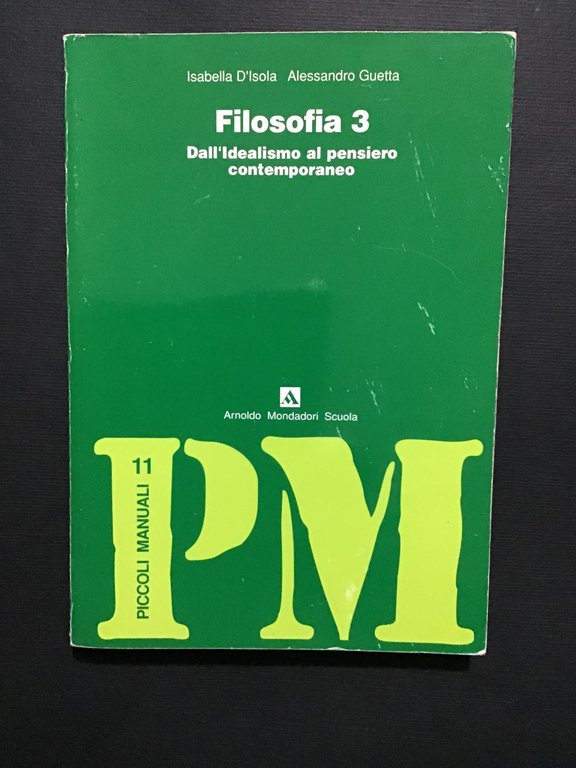 Isabella D'Isola Alessandro Guetta
Filosofia 3
Dall'Idealismo al pensiero
contemporaneo
A
Arnoldo Mondadori Scuola
PICCOLI MANUALI 11
PM